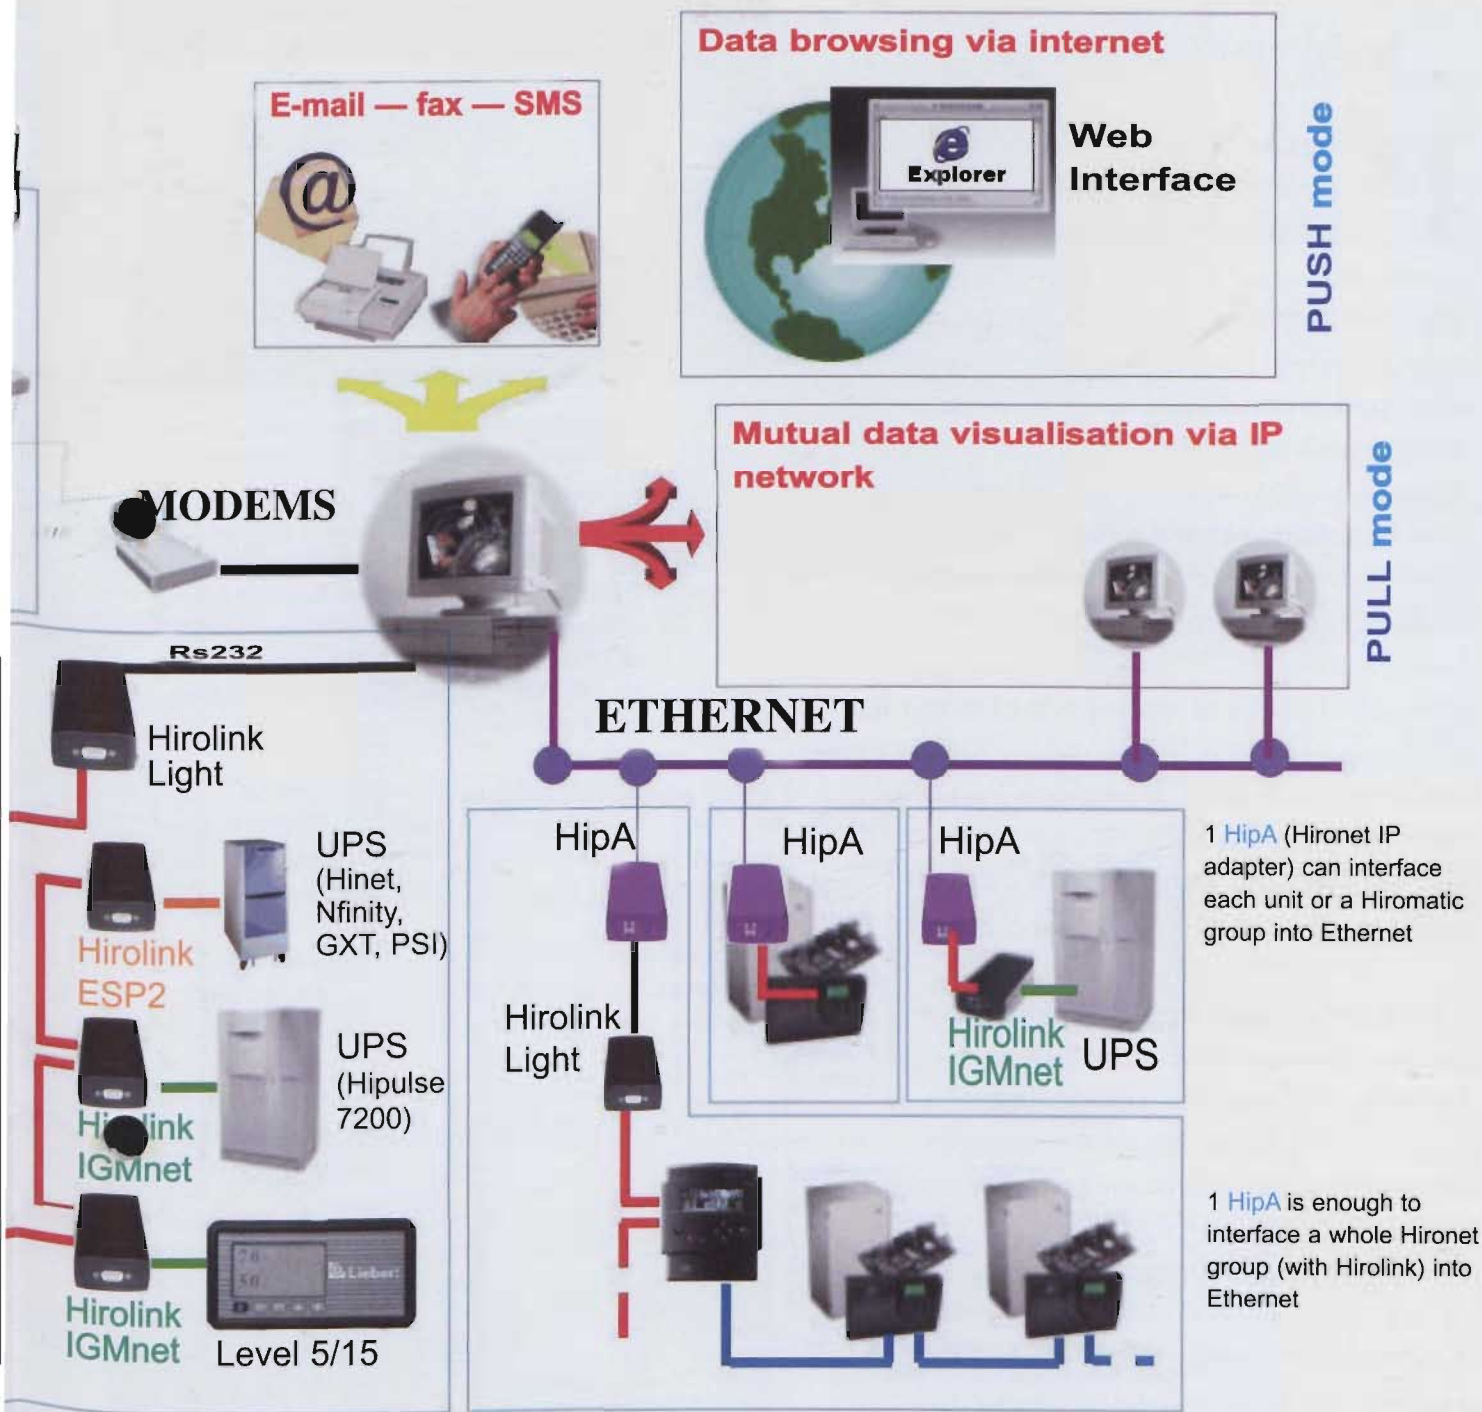 Data browsing via internet
E-mail — fax — SMS
@
e
Explorer
Web
Interface
PUSH mode
Mutual data visualisation via IP
network
PULL mode
MODEMS
Rs232
ETHERNET
Hirolink
Light
UPS
(Hinet,
Nfinity,
GXT, PSI)
Hirolink
ESP2
UPS
(Hipulse
7200)
IGMnet
Hirolink
IGMnet
Level 5/15
HipA
HipA
HipA
Hirolink
Light
Hirolink
IGMnet
UPS
1 HipA (Hironet IP
adapter) can interface
each unit or a Hiromatic
group into Ethernet
1 HipA is enough to
interface a whole Hironet
group (with Hirolink) into
Ethernet